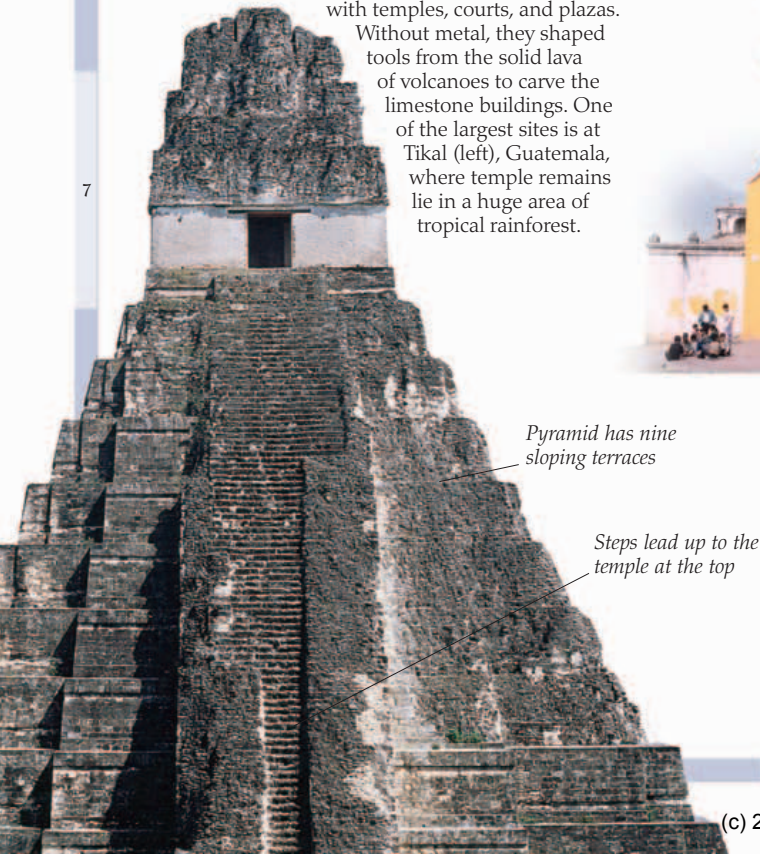 with temples, courts, and plazas.
Without metal, they shaped
tools from the solid lava
of volcanoes to carve the
limestone buildings. One
of the largest sites is at
Tikal (left), Guatemala,
where temple remains
lie in a huge area of
tropical rainforest.
7
Pyramid has nine
sloping terraces
Steps lead up to the
temple at the top
(c) 2